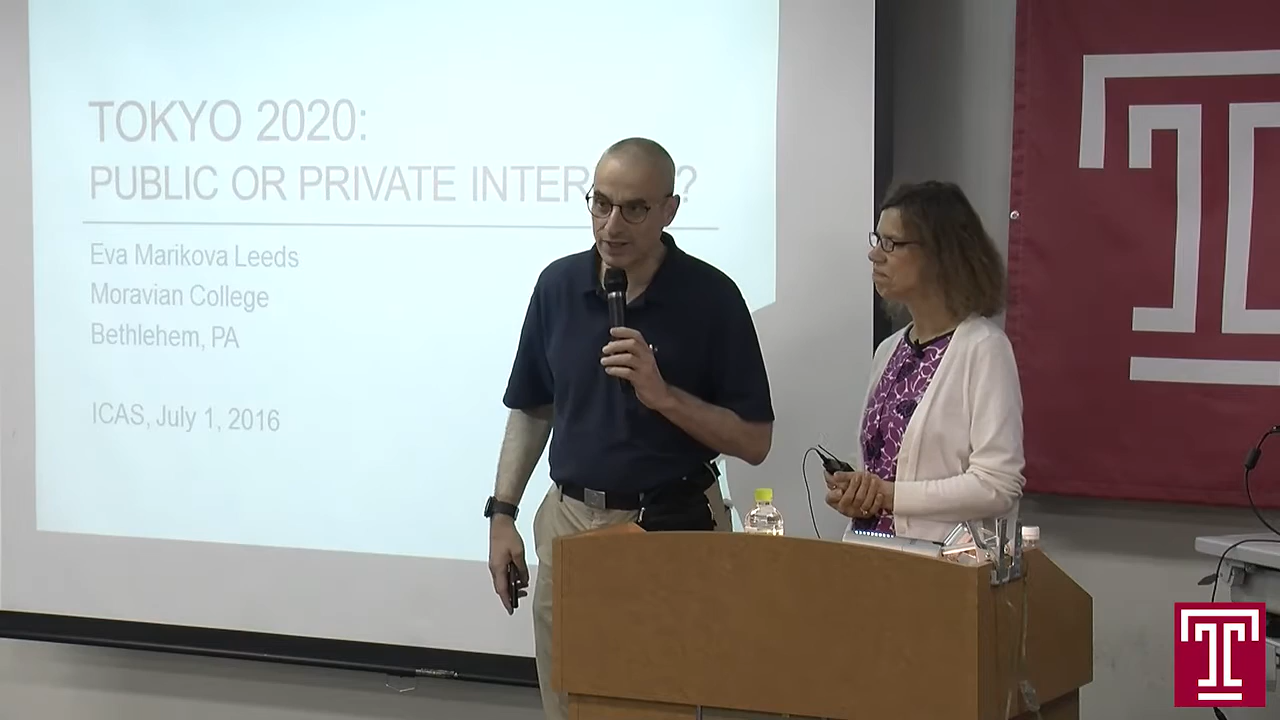 TOKYO 2020:
PUBLIC OR PRIVATE INTER ?
Eva Marikova Leeds
Moravian College
Bethlehem, PA
ICAS, July 1, 2016